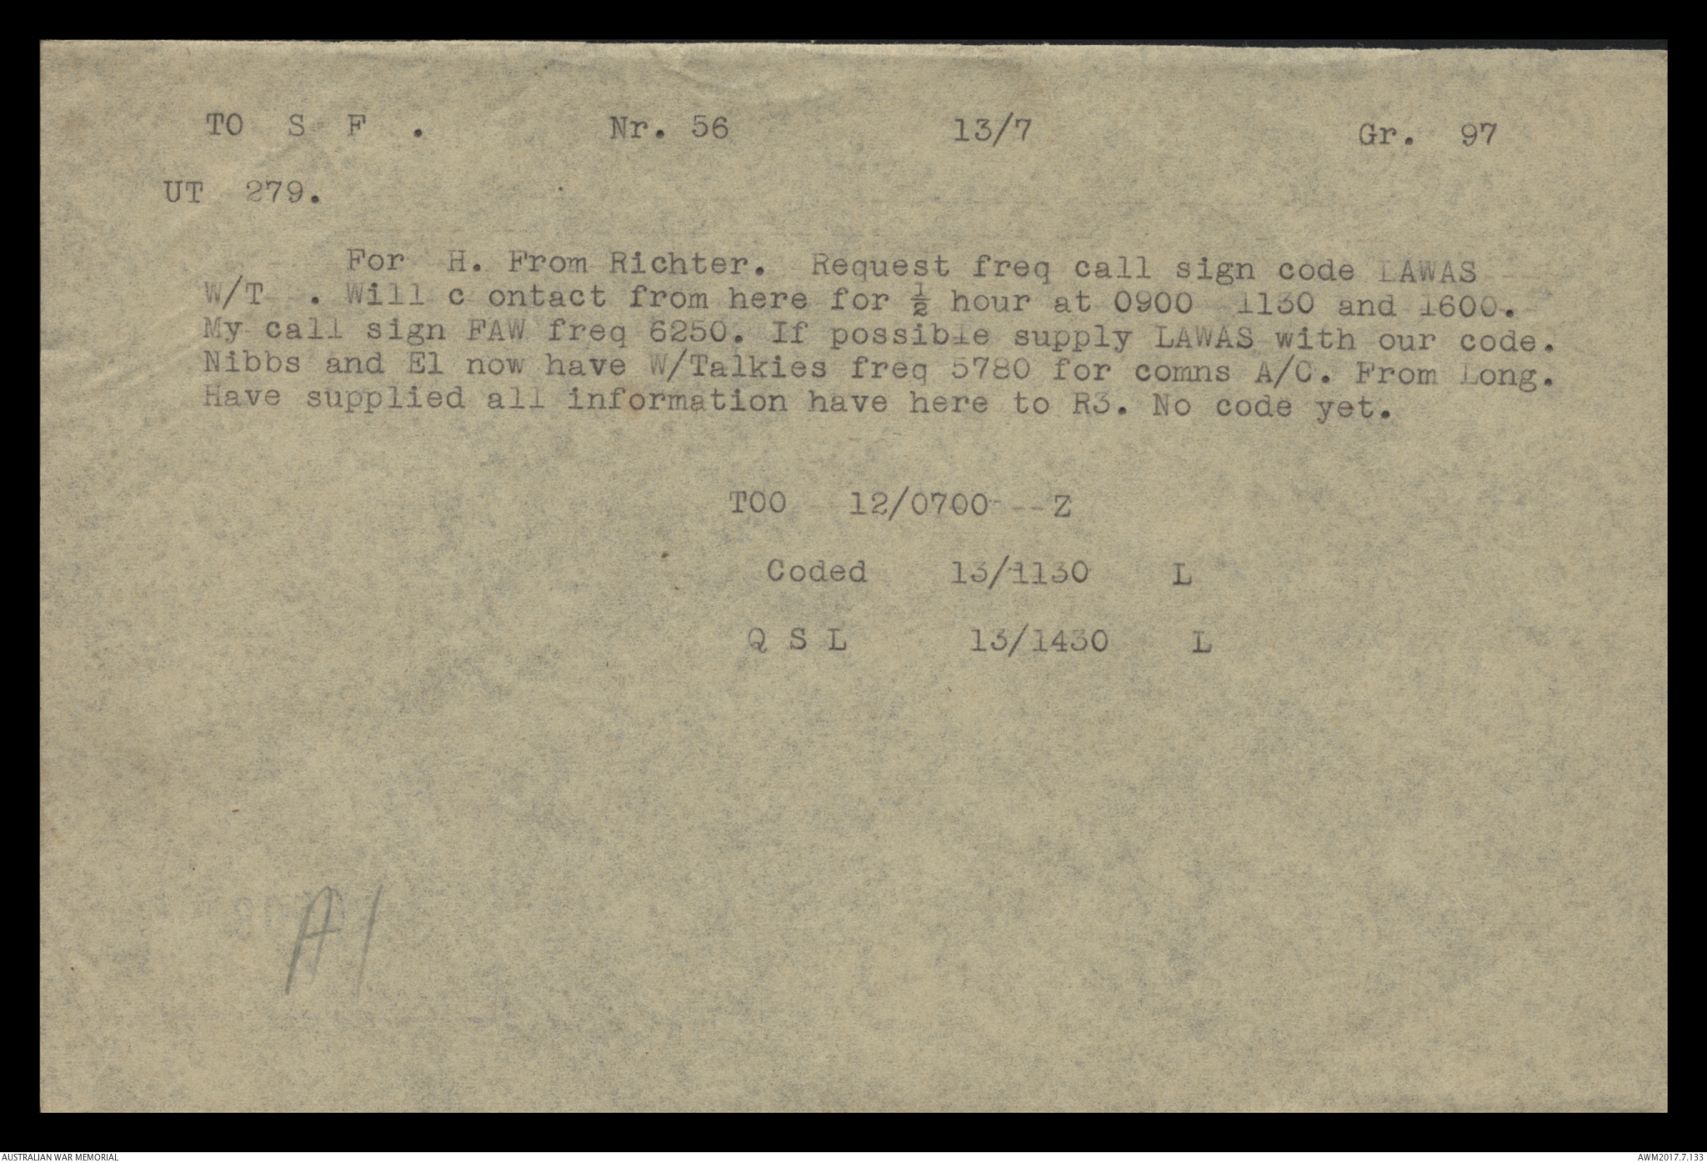 TO S F . Nr. 56 13/7 Gr. 97
UT 279.
For H. From Richter. Request freq call sign code LAWAS
W/T . Will c ontact from here for ½ hour at 0900 1130 and 1600.
My call sign FAW freq 6250. If possible supply LAWAS with our code.
Nibbs and El now have W/Talkies freq 5780 for comns A/C. From Long.
Have supplied all information have here to R3. No code yet.
TOO 12/0700 -- Z
Coded 13/1130 L
Q S L 13/1430 L
A1
AUSTRALIAN WAR MEMORIAL AWM2017.7.133